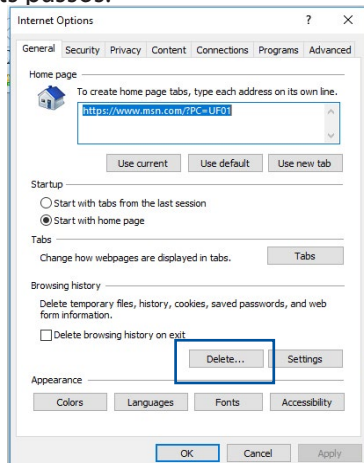 passes.
Internet Options ? ×
General Security Privacy Content Connections Programs Advanced
Home page
To create home page tabs, type each address on its own line.
https://www.msn.com/?PC=UF01
Use current Use default Use new tab
Startup
Start with tabs from the last session
Start with home page
Tabs
Change how webpages are displayed in tabs. Tabs
Browsing history
Delete temporary files, history, cookies, saved passwords, and web
form information.
Delete browsing history on exit
Delete... Settings
Appearance
Colors Languages Fonts Accessibility
OK Cancel Apply